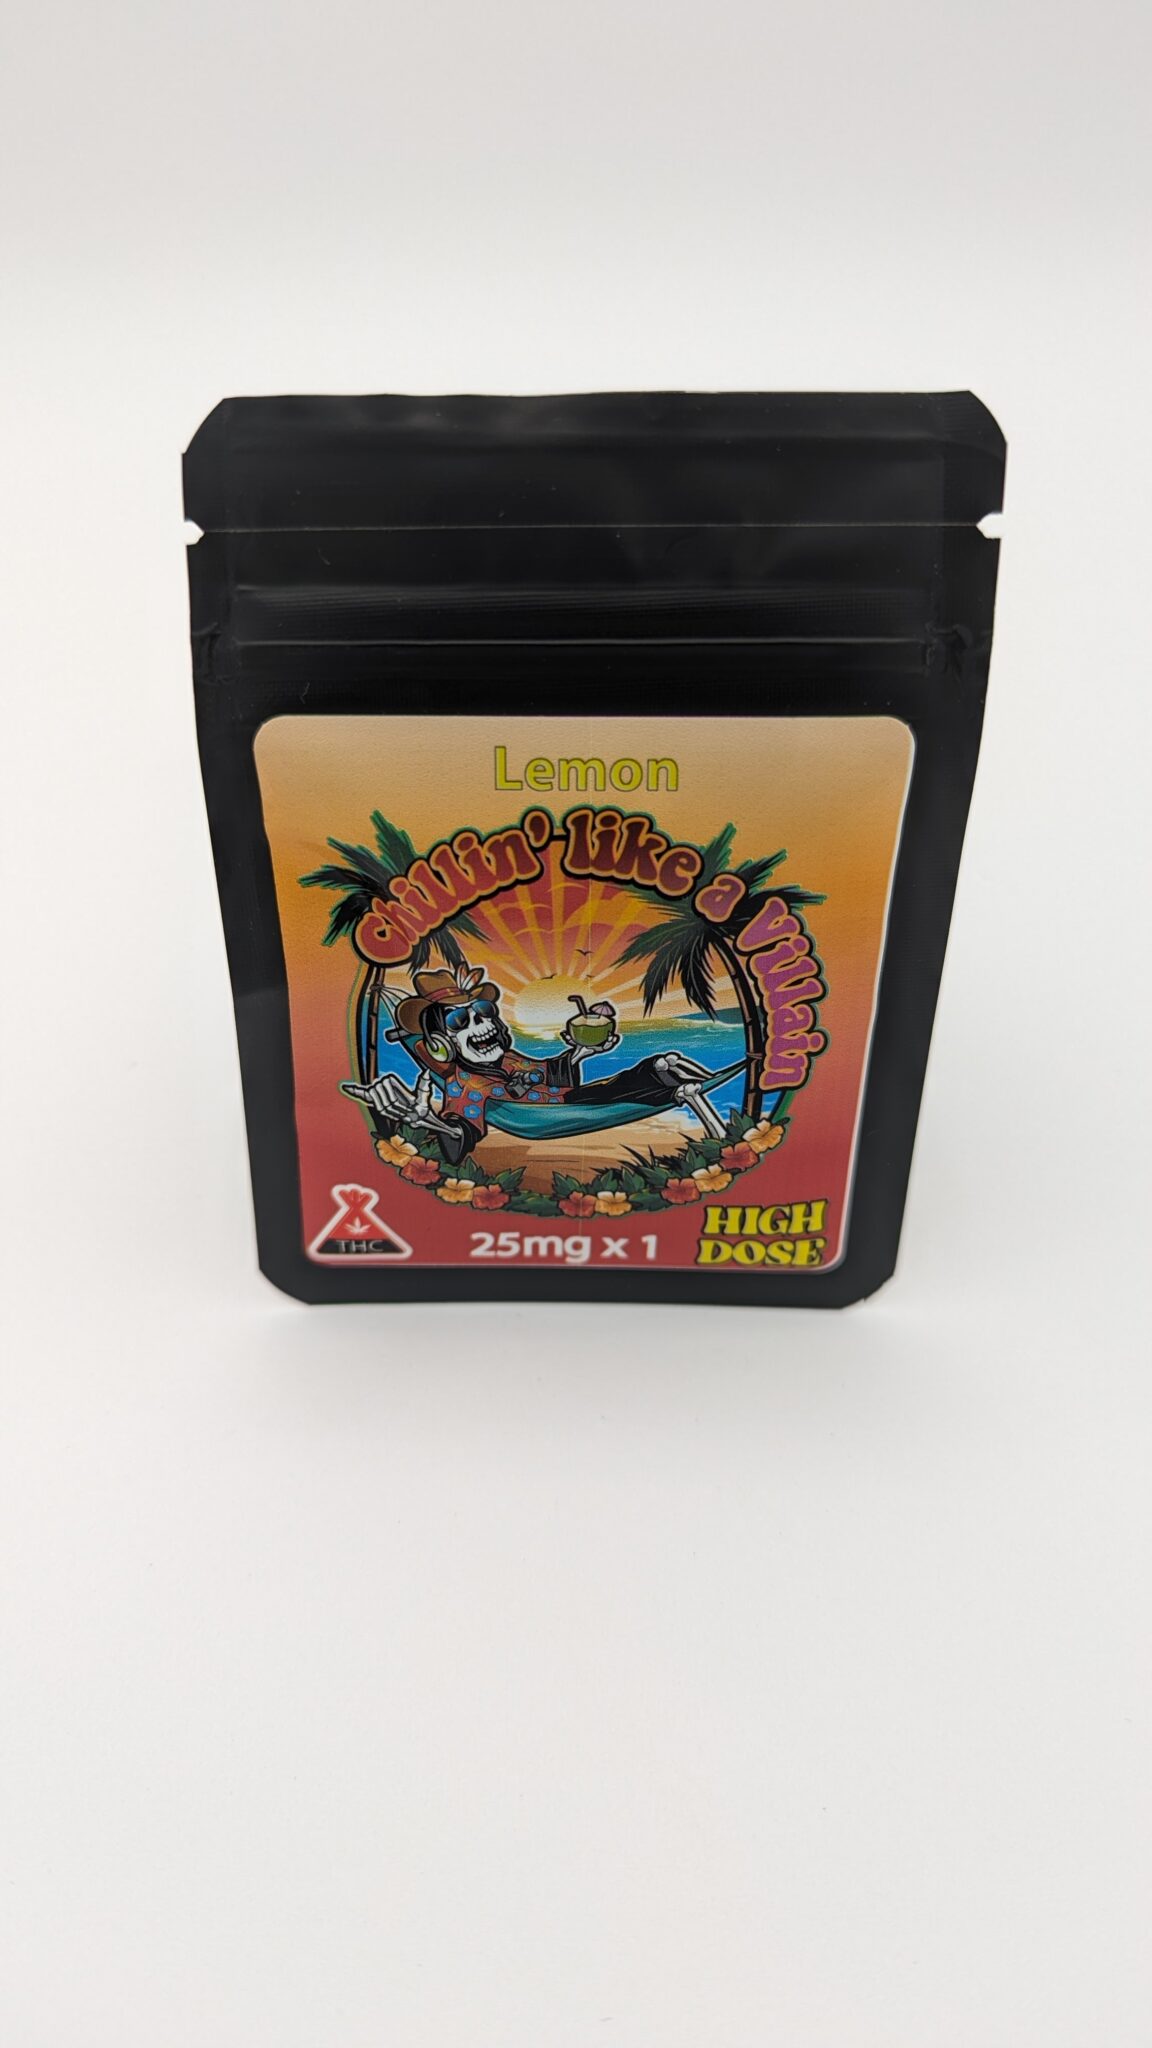 Lemon
Chillin' like a Villain
THC
25mg x 1
HIGH
DOSE